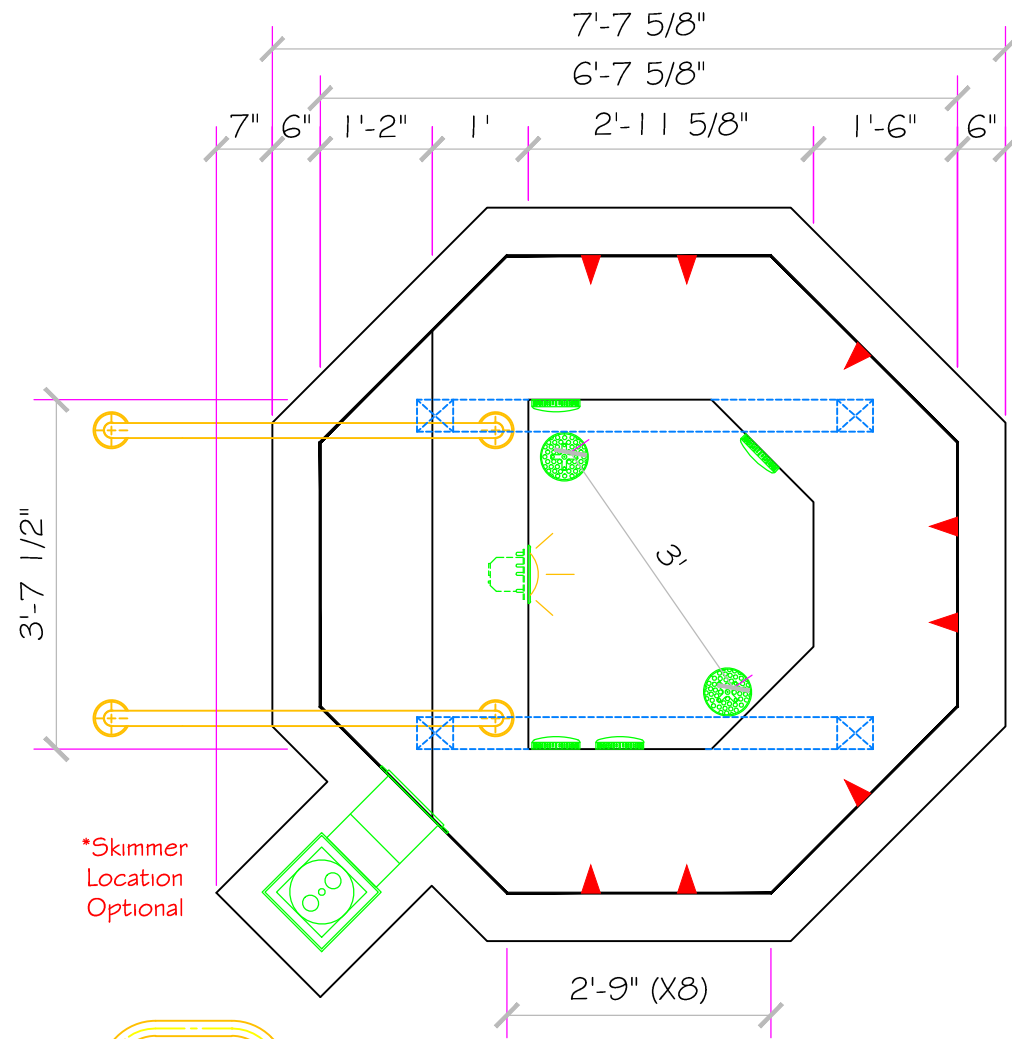 7'-7 5/8"
6'-7 5/8"
7" 6" 1'-2" 1' 2'-11 5/8" 1'-6" 6"
3'-7 1/2"
3'
*Skimmer
Location
Optional
2'-9" (X8)